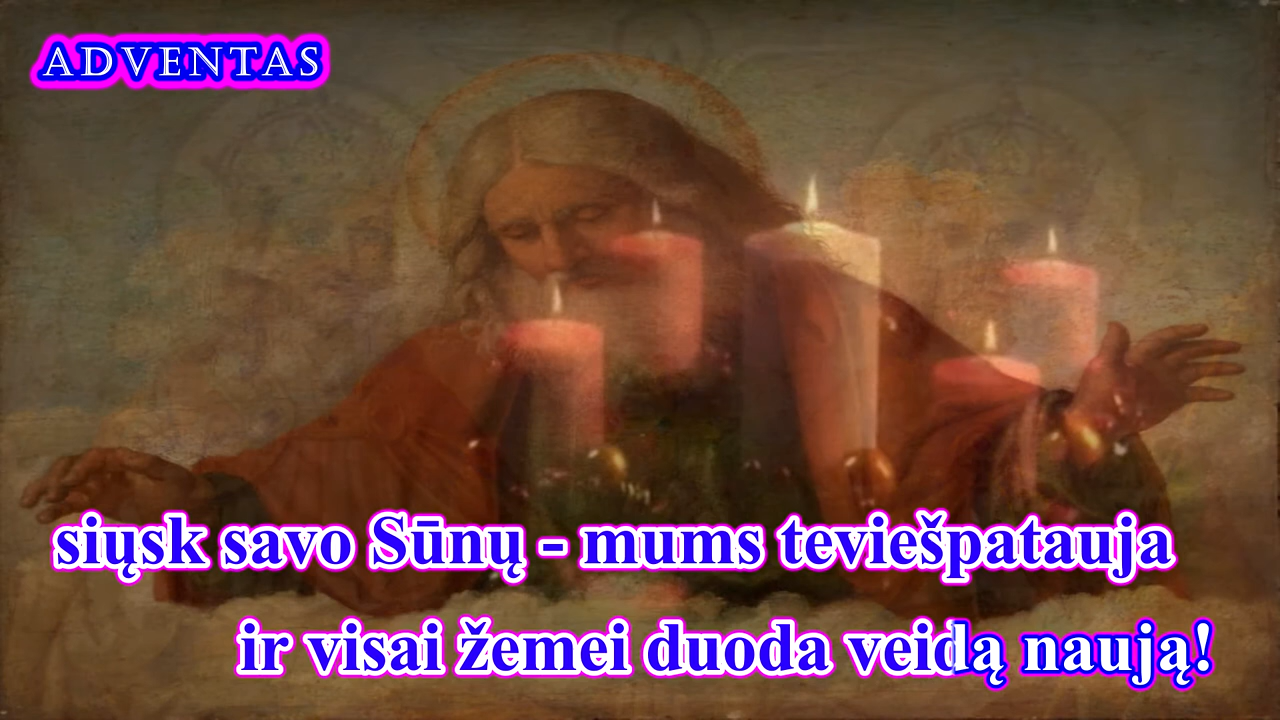 ADVENTAS
siųsk savo Sūnų - mums teviešpatauja
ir visai žemei duoda veidą naują!